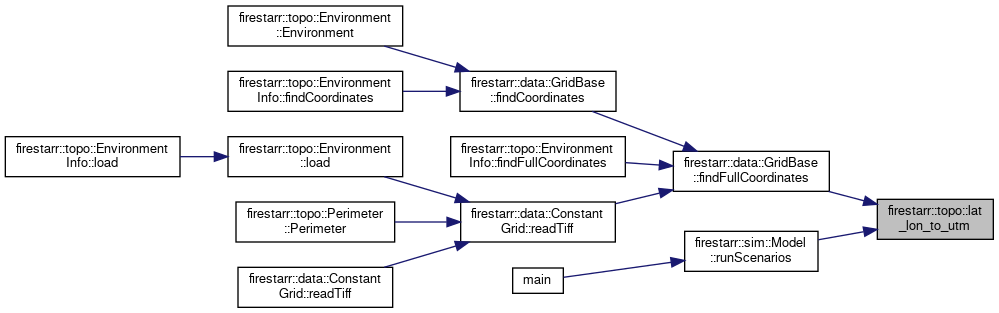 firestarr::topo::Environment
::Environment
firestarr::topo::Environment
Info::findCoordinates
firestarr::data::GridBase
::findCoordinates
firestarr::topo::Environment
Info::load
firestarr::topo::Environment
::load
firestarr::topo::Environment
Info::findFullCoordinates
firestarr::data::GridBase
::findFullCoordinates
firestarr::topo::Perimeter
::Perimeter
firestarr::data::Constant
Grid::readTiff
firestarr::topo::lat
_lon_to_utm
firestarr::data::Constant
Grid::readTiff
main
firestarr::sim::Model
::runScenarios